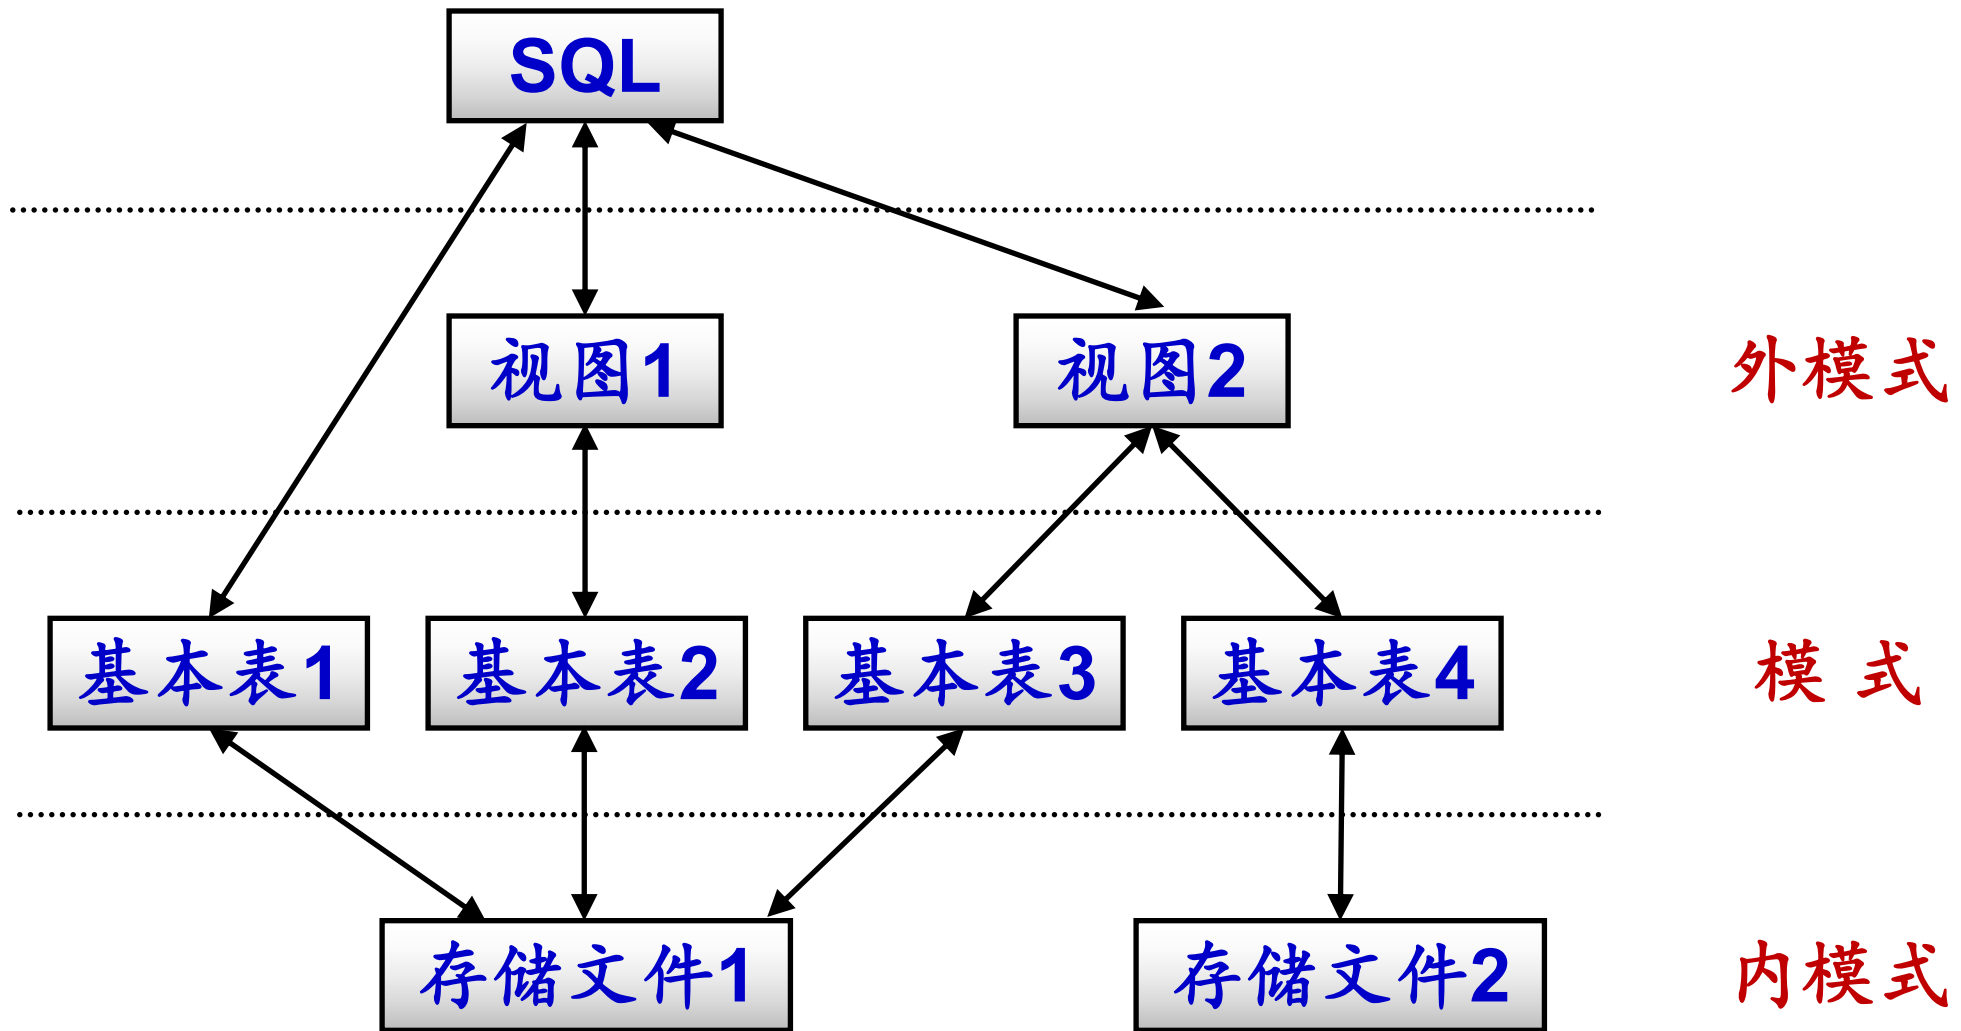 SQL
视图1
视图2
外模式
基本表1
基本表2
基本表3
基本表4
模 式
存储文件1
存储文件2
内模式